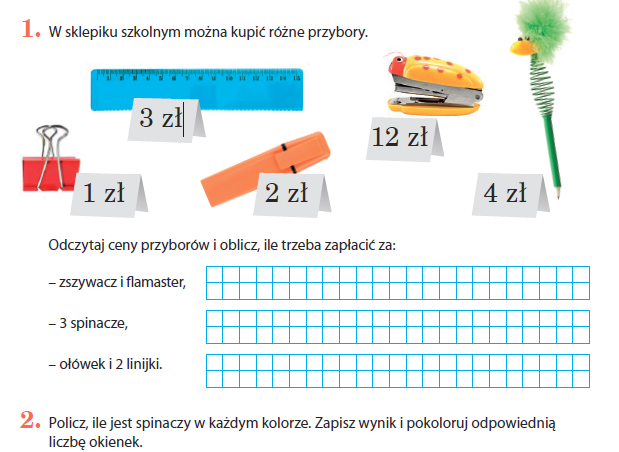 1. W sklepiku szkolnym można kupić różne przybory.
3 zł
12 zł
1 zł
2 zł
4 zł
Odczytaj ceny przyborów i oblicz, ile trzeba zapłacić za:
– zszywacz i flamaster,
– 3 spinacze,
– ołówek i 2 linijki.
2. Policz, ile jest spinaczy w każdym kolorze. Zapisz wynik i pokoloruj odpowiednią
liczbę okienek.